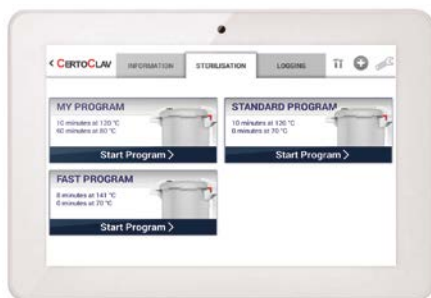 < CERTOCLAV INFORMATION STERILISATION LOGGING
MY PROGRAM
10 minutes at 120 °C
60 minutes at 80 °C
Start Program >
STANDARD PROGRAM
10 minutes at 120 °C
0 minutes at 70 °C
Start Program >
FAST PROGRAM
8 minutes at 141 °C
0 minutes at 70 °C
Start Program >